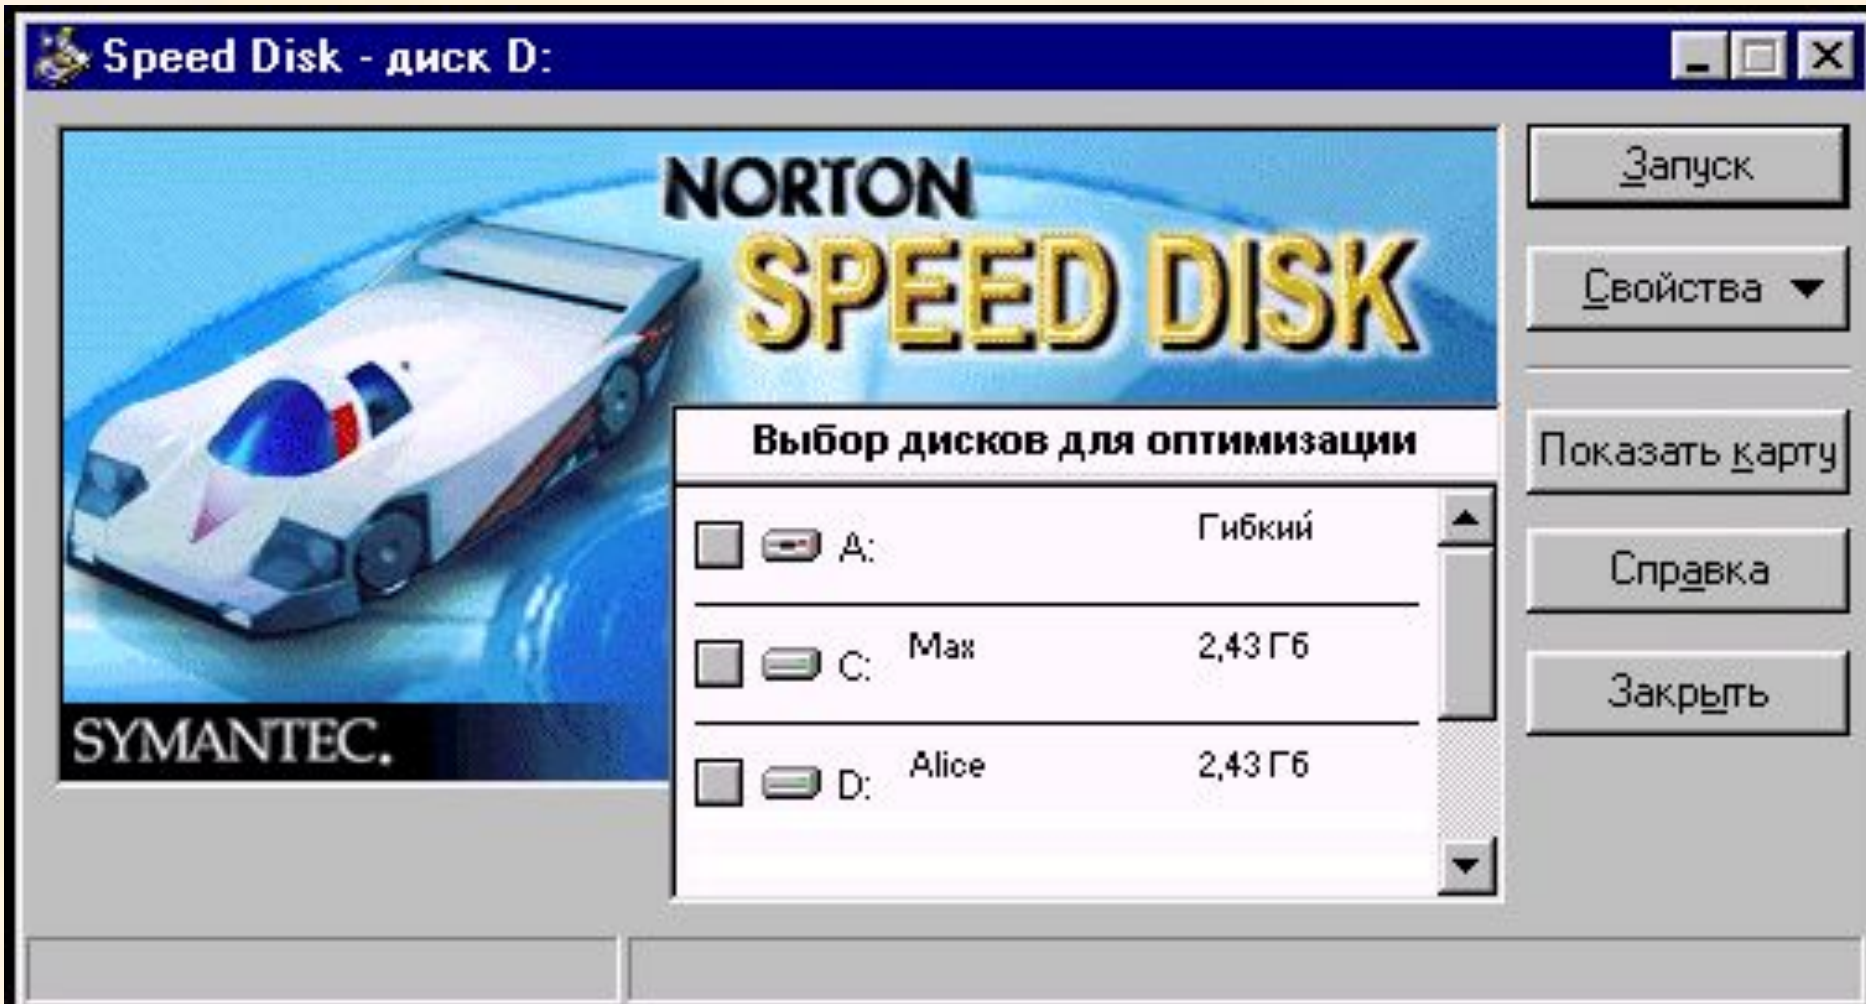 Speed Disk - диск D:
NORTON
SPEED DISK
SYMANTEC.
Выбор дисков для оптимизации
A: Гибкий
C: Max 2,43 Гб
D: Alice 2,43 Гб
Запуск
Свойства
Показать карту
Справка
Закрыть